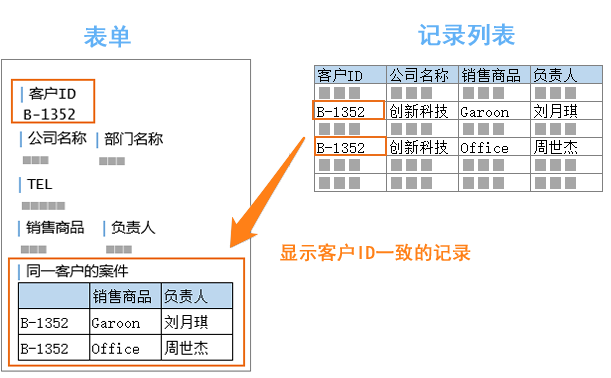 表单
客户ID
B-1352
公司名称 部门名称
TEL
销售商品 负责人
同一客户的案件
销售商品 负责人
B-1352 Garoon 刘月琪
B-1352 Office 周世杰
记录列表
客户ID 公司名称 销售商品 负责人
B-1352 创新科技 Garoon 刘月琪
B-1352 创新科技 Office 周世杰
显示客户ID一致的记录